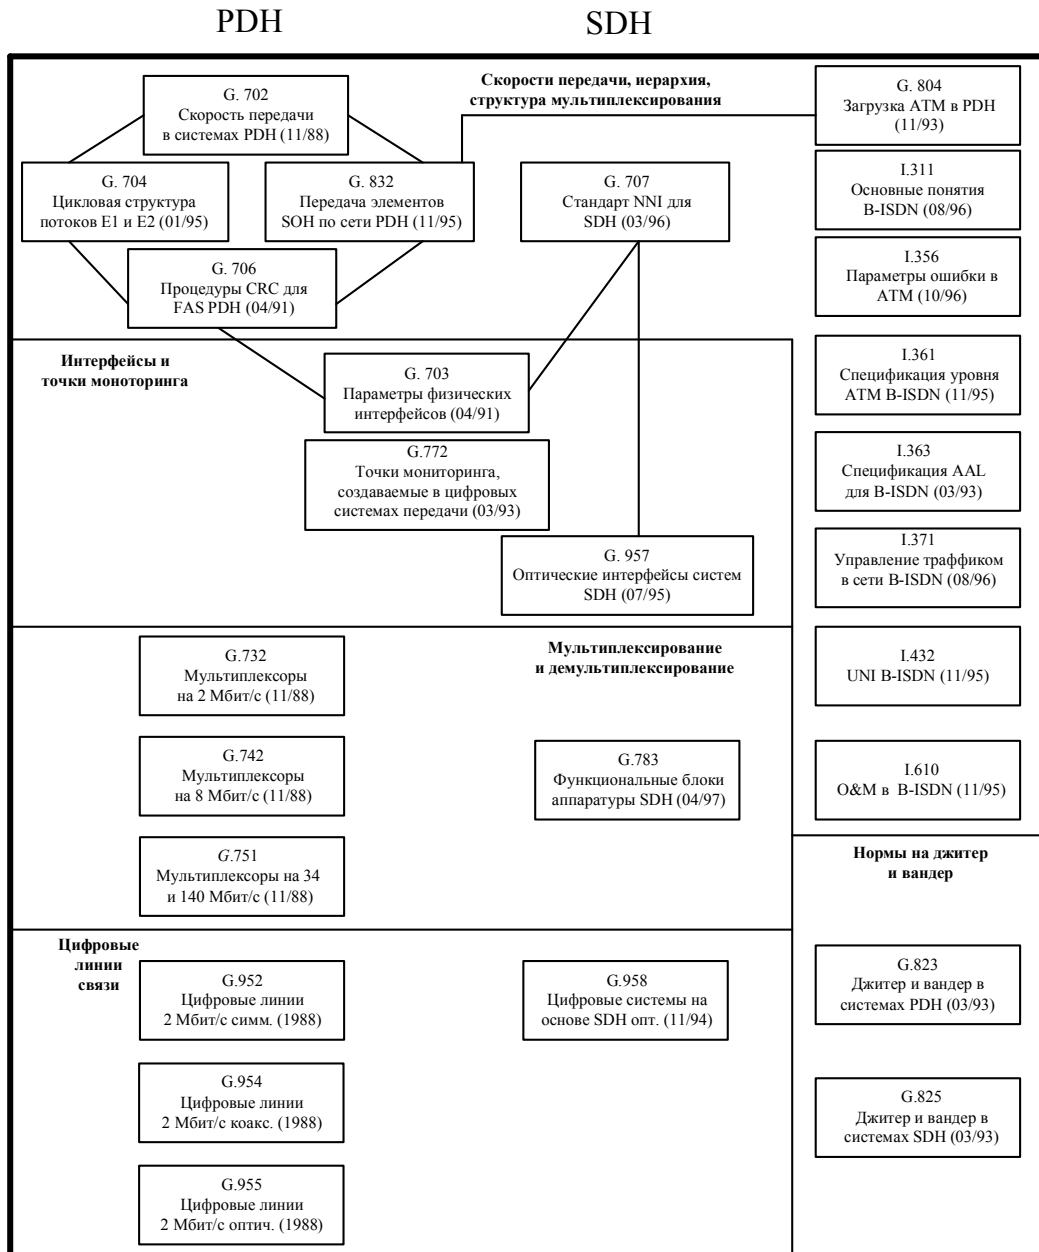 PDH
SDH
Скорости передачи, иерархия,
структура мультиплексирования
G. 702
Скорость передачи
в системах PDH (11/88)
G. 704
Цикловая структура
потоков E1 и E2 (01/95)
G. 832
Передача элементов
SOH по сети PDH (11/95)
G. 707
Стандарт NNI для
SDH (03/96)
G. 706
Процедуры CRC для
FAS PDH (04/91)
G. 804
Загрузка ATM в PDH
(11/93)
I.311
Основные понятия
B-ISDN (08/96)
I.356
Параметры ошибки в
ATM (10/96)
I.361
Спецификация уровня
ATM B-ISDN (11/95)
I.363
Спецификация AAL
для B-ISDN (03/93)
I.371
Управление траффиком
в сети B-ISDN (08/96)
I.432
UNI B-ISDN (11/95)
I.610
O&M в B-ISDN (11/95)
Интерфейсы и
точки моноторинга
G. 703
Параметры физических
интерфейсов (04/91)
G.772
Точки мониторинга,
создаваемые в цифровых
системах передачи (03/93)
G. 957
Оптические интерфейсы систем
SDH (07/95)
Мультиплексирование
и демультиплексирование
G.732
Мультиплексоры
на 2 Мбит/с (11/88)
G.742
Мультиплексоры
на 8 Мбит/с (11/88)
G.751
Мультиплексоры на 34
и 140 Мбит/с (11/88)
G.783
Функциональные блоки
аппаратуры SDH (04/97)
Нормы на джитер
и вандер
G.823
Джитер и вандер в
системах PDH (03/93)
G.825
Джитер и вандер в
системах SDH (03/93)
Цифровые
линии
связи
G.952
Цифровые линии
2 Мбит/с симм. (1988)
G.958
Цифровые системы на
основе SDH опт. (11/94)
G.954
Цифровые линии
2 Мбит/с коакс. (1988)
G.955
Цифровые линии
2 Мбит/с оптич. (1988)